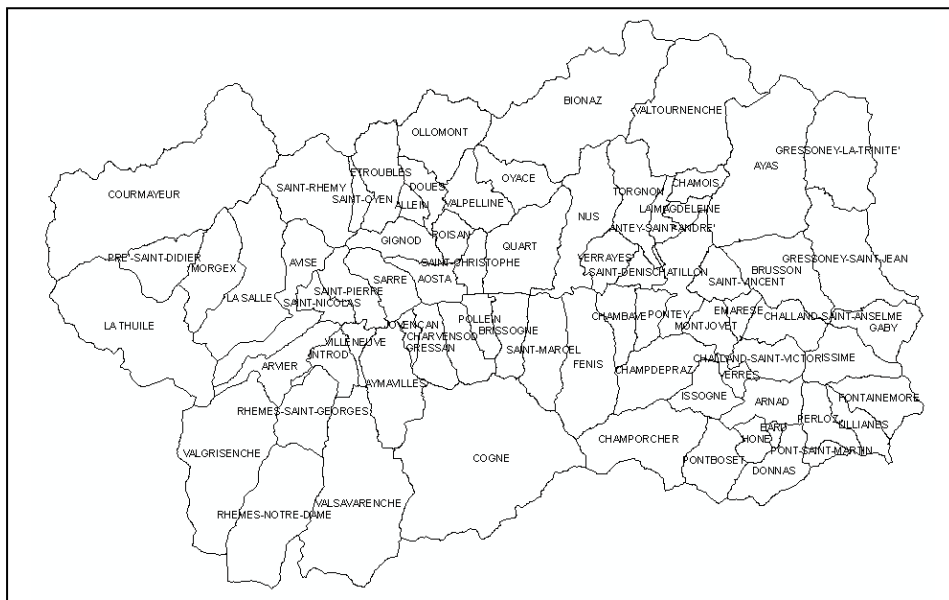 BIONAZ
VALTOURNENCHE
OLLOMONT
GRESSONEY-LA-TRINITE'
AYAS
ETROUBLES
OYACE
CHAMOIS
COURMAYEUR
SAINT-RHEMY
DOUES
TORGNON
SAINT-OYEN
VALPELLINE
ALLEIN
LA MAGDELEINE
NUS
ANTEY-SAINT-ANDRE'
ROISAN
GIGNOD
QUART
PRE'-SAINT-DIDIER
AVISE
SAINT-CHRISTOPHE
VERRAYES
GRESSONEY-SAINT-JEAN
MORGEX
SAINT-DENIS
CHATILLON
BRUSSON
SARRE
AOSTA
SAINT-VINCENT
LA SALLE
SAINT-PIERRE
SAINT-NICOLAS
EMARESE
CHAMBAVE
PONTEY
CHALLAND-SAINT-ANSELME
POLLEIN
LA THUILE
JOVENCAN
MONTJOVET
GABY
BRISSOGNE
CHARVENSOD
VILLENEUVE
GRESSAN
SAINT-MARCEL
INTROD
CHALLAND-SAINT-VICTOR
ISSIME
ARVIER
FENIS
CHAMPDEPRAZ
VERRES
AYMAVILLES
ISSOGNE
ARNAD
FONTAINEMORE
RHEMES-SAINT-GEORGES
PERLOZ
LILLIANES
BARD
CHAMPORCHER
HONE
PONT-SAINT-MARTIN
VALGRISENCHE
COGNE
PONTBOSET
DONNAS
VALSAVARENCHE
RHEMES-NOTRE-DAME